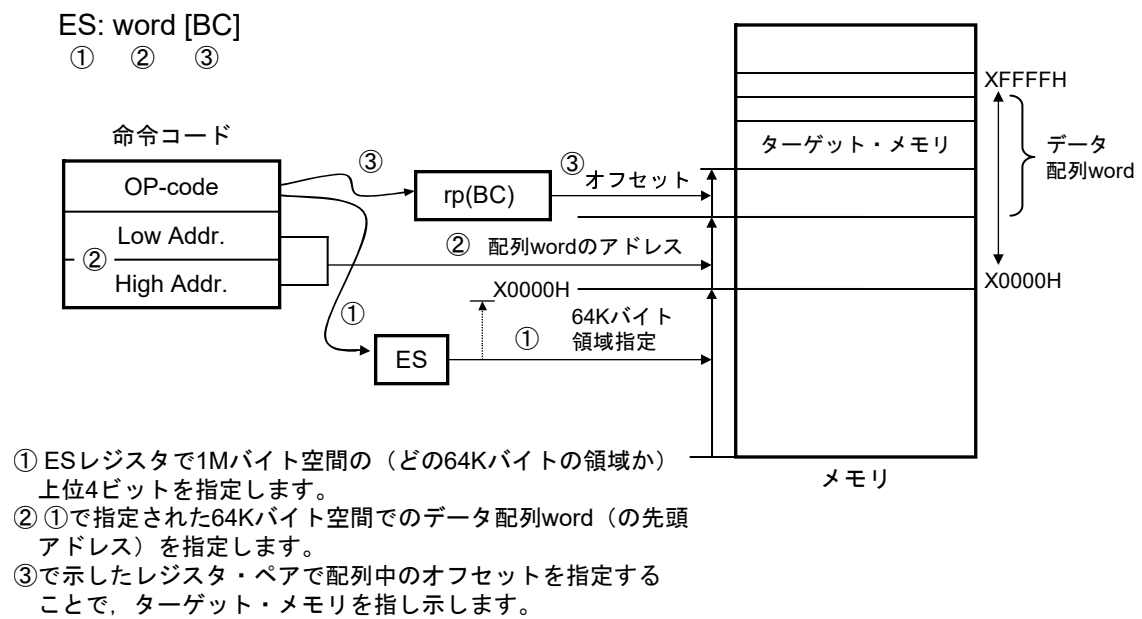 ES: word [BC]
① ② ③
命令コード
OP-code
Low Addr.
②
High Addr.
③
rp(BC)
③
オフセット
② 配列wordのアドレス
X0000H
64Kバイト
① 領域指定
①
ES
XFFFFH
ターゲット・メモリ
データ
配列word
X0000H
メモリ
① ESレジスタで1Mバイト空間の（どの64Kバイトの領域か）
上位4ビットを指定します。
② ①で指定された64Kバイト空間でのデータ配列word（の先頭
アドレス）を指定します。
③で示したレジスタ・ペアで配列中のオフセットを指定する
ことで，ターゲット・メモリを指し示します。